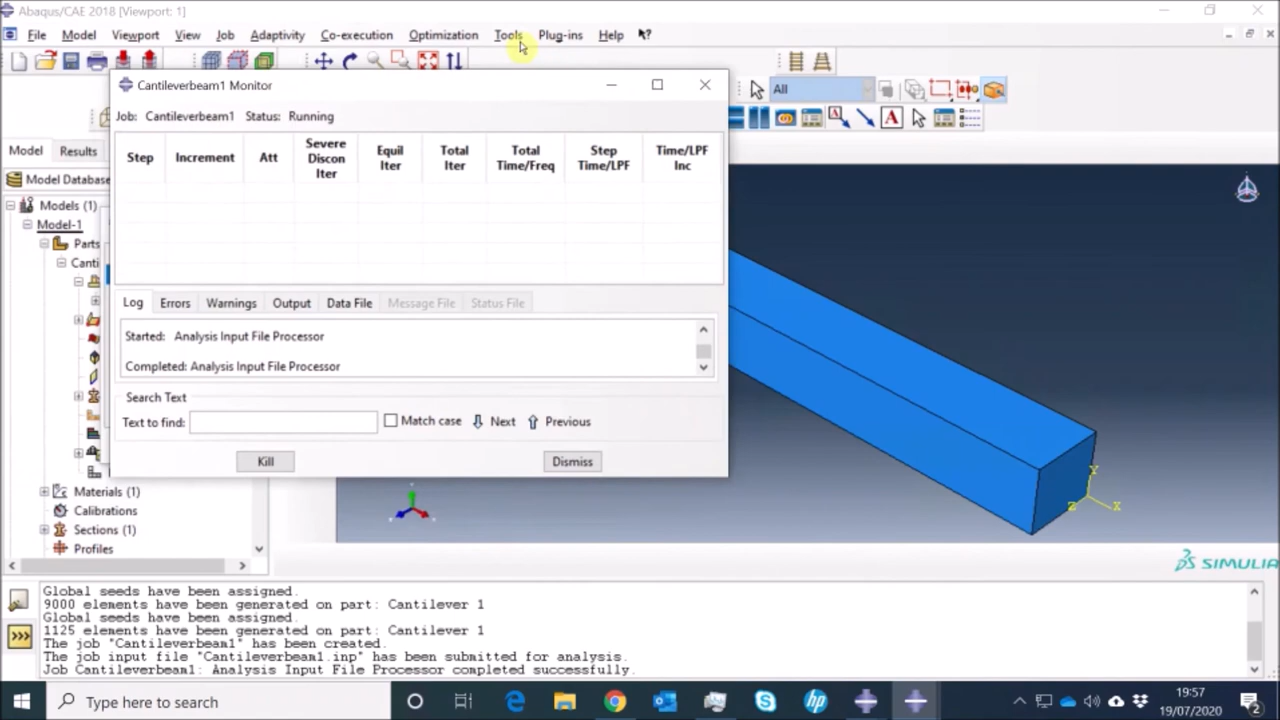 Abaqus/CAE 2018 [Viewport: 1]
File Model Viewport View Job Adaptivity Co-execution Optimization Tools Plug-ins Help
Cantileverbeam1 Monitor
All
Job: Cantileverbeam1 Status: Running
Step Increment Att Severe Discon Iter Equil Iter Total Iter Total Time/Freq Step Time/LPF Time/LPF Inc
Model Results
Model Database
Models (1)
Model-1
Parts
Canti
Log Errors Warnings Output Data File Message File Status File
Started: Analysis Input File Processor
Completed: Analysis Input File Processor
Search Text
Text to find: Match case Next Previous
Kill Dismiss
Y
Z X
Materials (1)
Calibrations
Sections (1)
Profiles
SIMULIA
Global seeds have been assigned.
9000 elements have been generated on part: Cantilever 1
Global seeds have been assigned.
1125 elements have been generated on part: Cantilever 1
The job "Cantileverbeam1" has been created.
The job input file "Cantileverbeam1.inp" has been submitted for analysis.
Job Cantileverbeam1: Analysis Input File Processor completed successfully.
>>>
Type here to search
19:57
19/07/2020
2